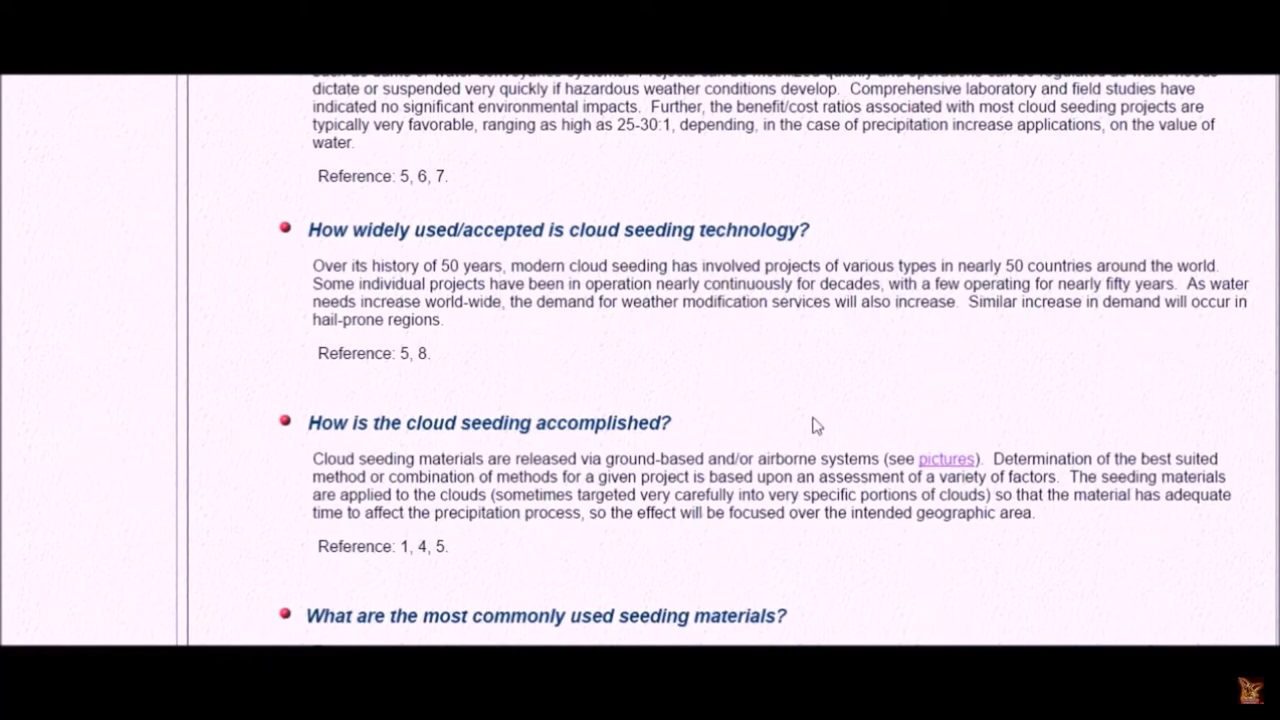 dictate or suspended very quickly if hazardous weather conditions develop. Comprehensive laboratory and field studies have
indicated no significant environmental impacts. Further, the benefit/cost ratios associated with most cloud seeding projects are
typically very favorable, ranging as high as 25-30:1, depending, in the case of precipitation increase applications, on the value of
water.
Reference: 5, 6, 7.
How widely used/accepted is cloud seeding technology?
Over its history of 50 years, modern cloud seeding has involved projects of various types in nearly 50 countries around the world.
Some individual projects have been in operation nearly continuously for decades, with a few operating for nearly fifty years. As water
needs increase world-wide, the demand for weather modification services will also increase. Similar increase in demand will occur in
hail-prone regions.
Reference: 5, 8.
How is the cloud seeding accomplished?
Cloud seeding materials are released via ground-based and/or airborne systems (see pictures). Determination of the best suited
method or combination of methods for a given project is based upon an assessment of a variety of factors. The seeding materials
are applied to the clouds (sometimes targeted very carefully into very specific portions of clouds) so that the material has adequate
time to affect the precipitation process, so the effect will be focused over the intended geographic area.
Reference: 1, 4, 5.
What are the most commonly used seeding materials?